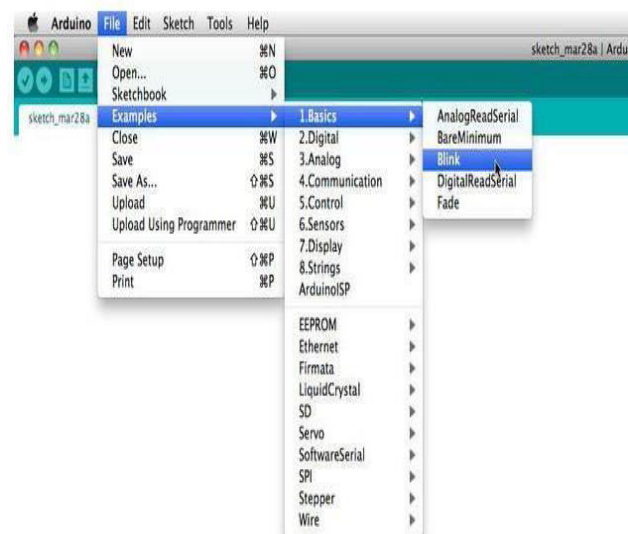 Arduino File Edit Sketch Tools Help
sketch_mar28a | Ardu
sketch_mar28a
New ⌘N
Open... ⌘O
Sketchbook
Examples
Close ⌘W
Save ⌘S
Save As... ⇧⌘S
Upload ⌘U
Upload Using Programmer ⇧⌘U
Page Setup ⇧⌘P
Print ⌘P
1.Basics
2.Digital
3.Analog
4.Communication
5.Control
6.Sensors
7.Display
8.Strings
ArduinoISP
EEPROM
Ethernet
Firmata
LiquidCrystal
SD
Servo
SoftwareSerial
SPI
Stepper
Wire
AnalogReadSerial
BareMinimum
Blink
DigitalReadSerial
Fade